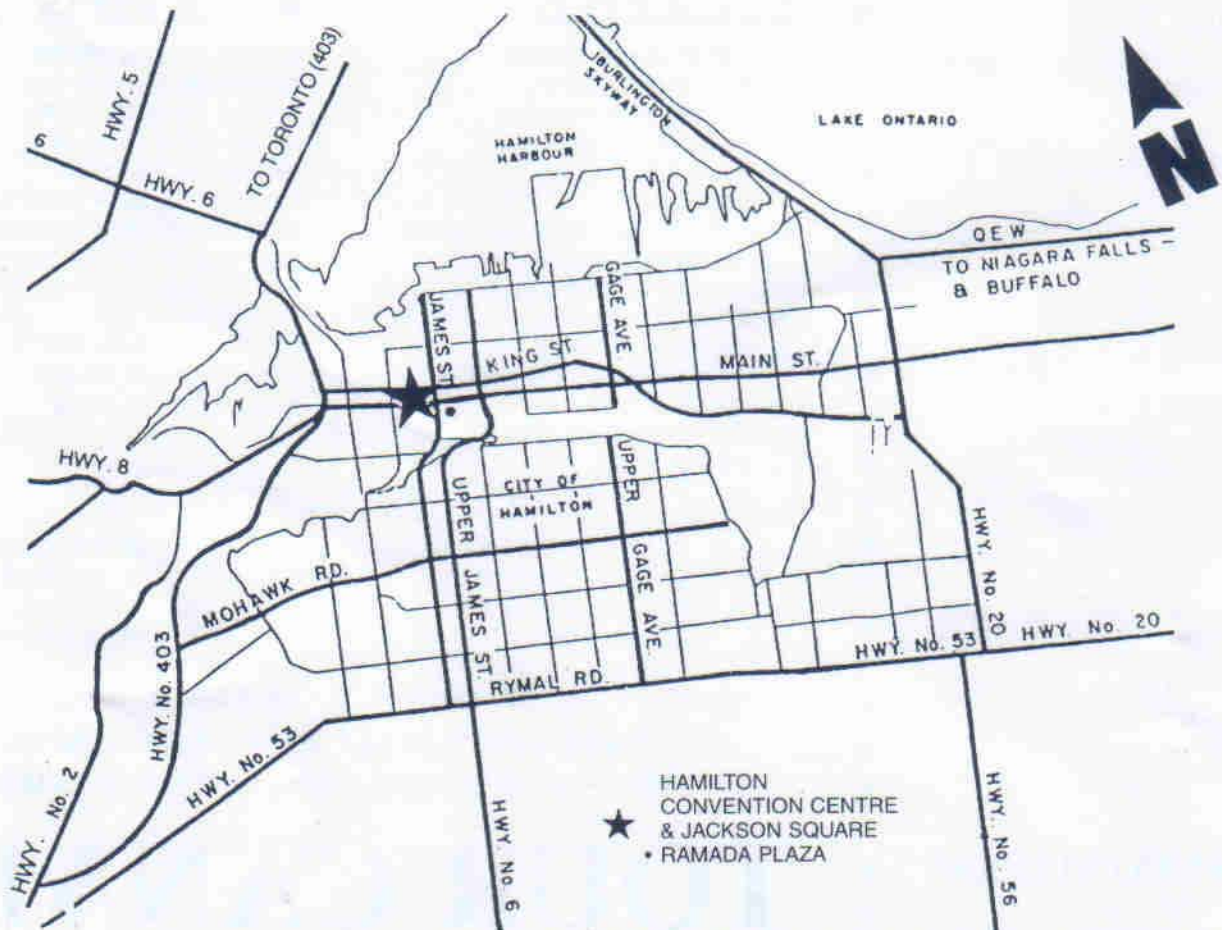 HWY. 5
TO TORONTO (403)
6
HWY. 6
BURLINGTON
SKYWAY
LAKE ONTARIO
N
HAMILTON
HARBOUR
QEW
TO NIAGARA FALLS -
& BUFFALO
JAMES ST.
GAGE AVE.
KING ST.
MAIN ST.
HWY. 8
CITY OF
HAMILTON
UPPER JAMES ST.
UPPER GAGE AVE.
MOHAWK RD.
HWY. No. 20
HWY. No. 53
HWY. No. 20
RYMAL RD.
HWY. No. 403
HWY. No. 2
HWY. No. 53
HWY. No. 6
HWY. No. 56
HAMILTON
CONVENTION CENTRE
★ & JACKSON SQUARE
• RAMADA PLAZA